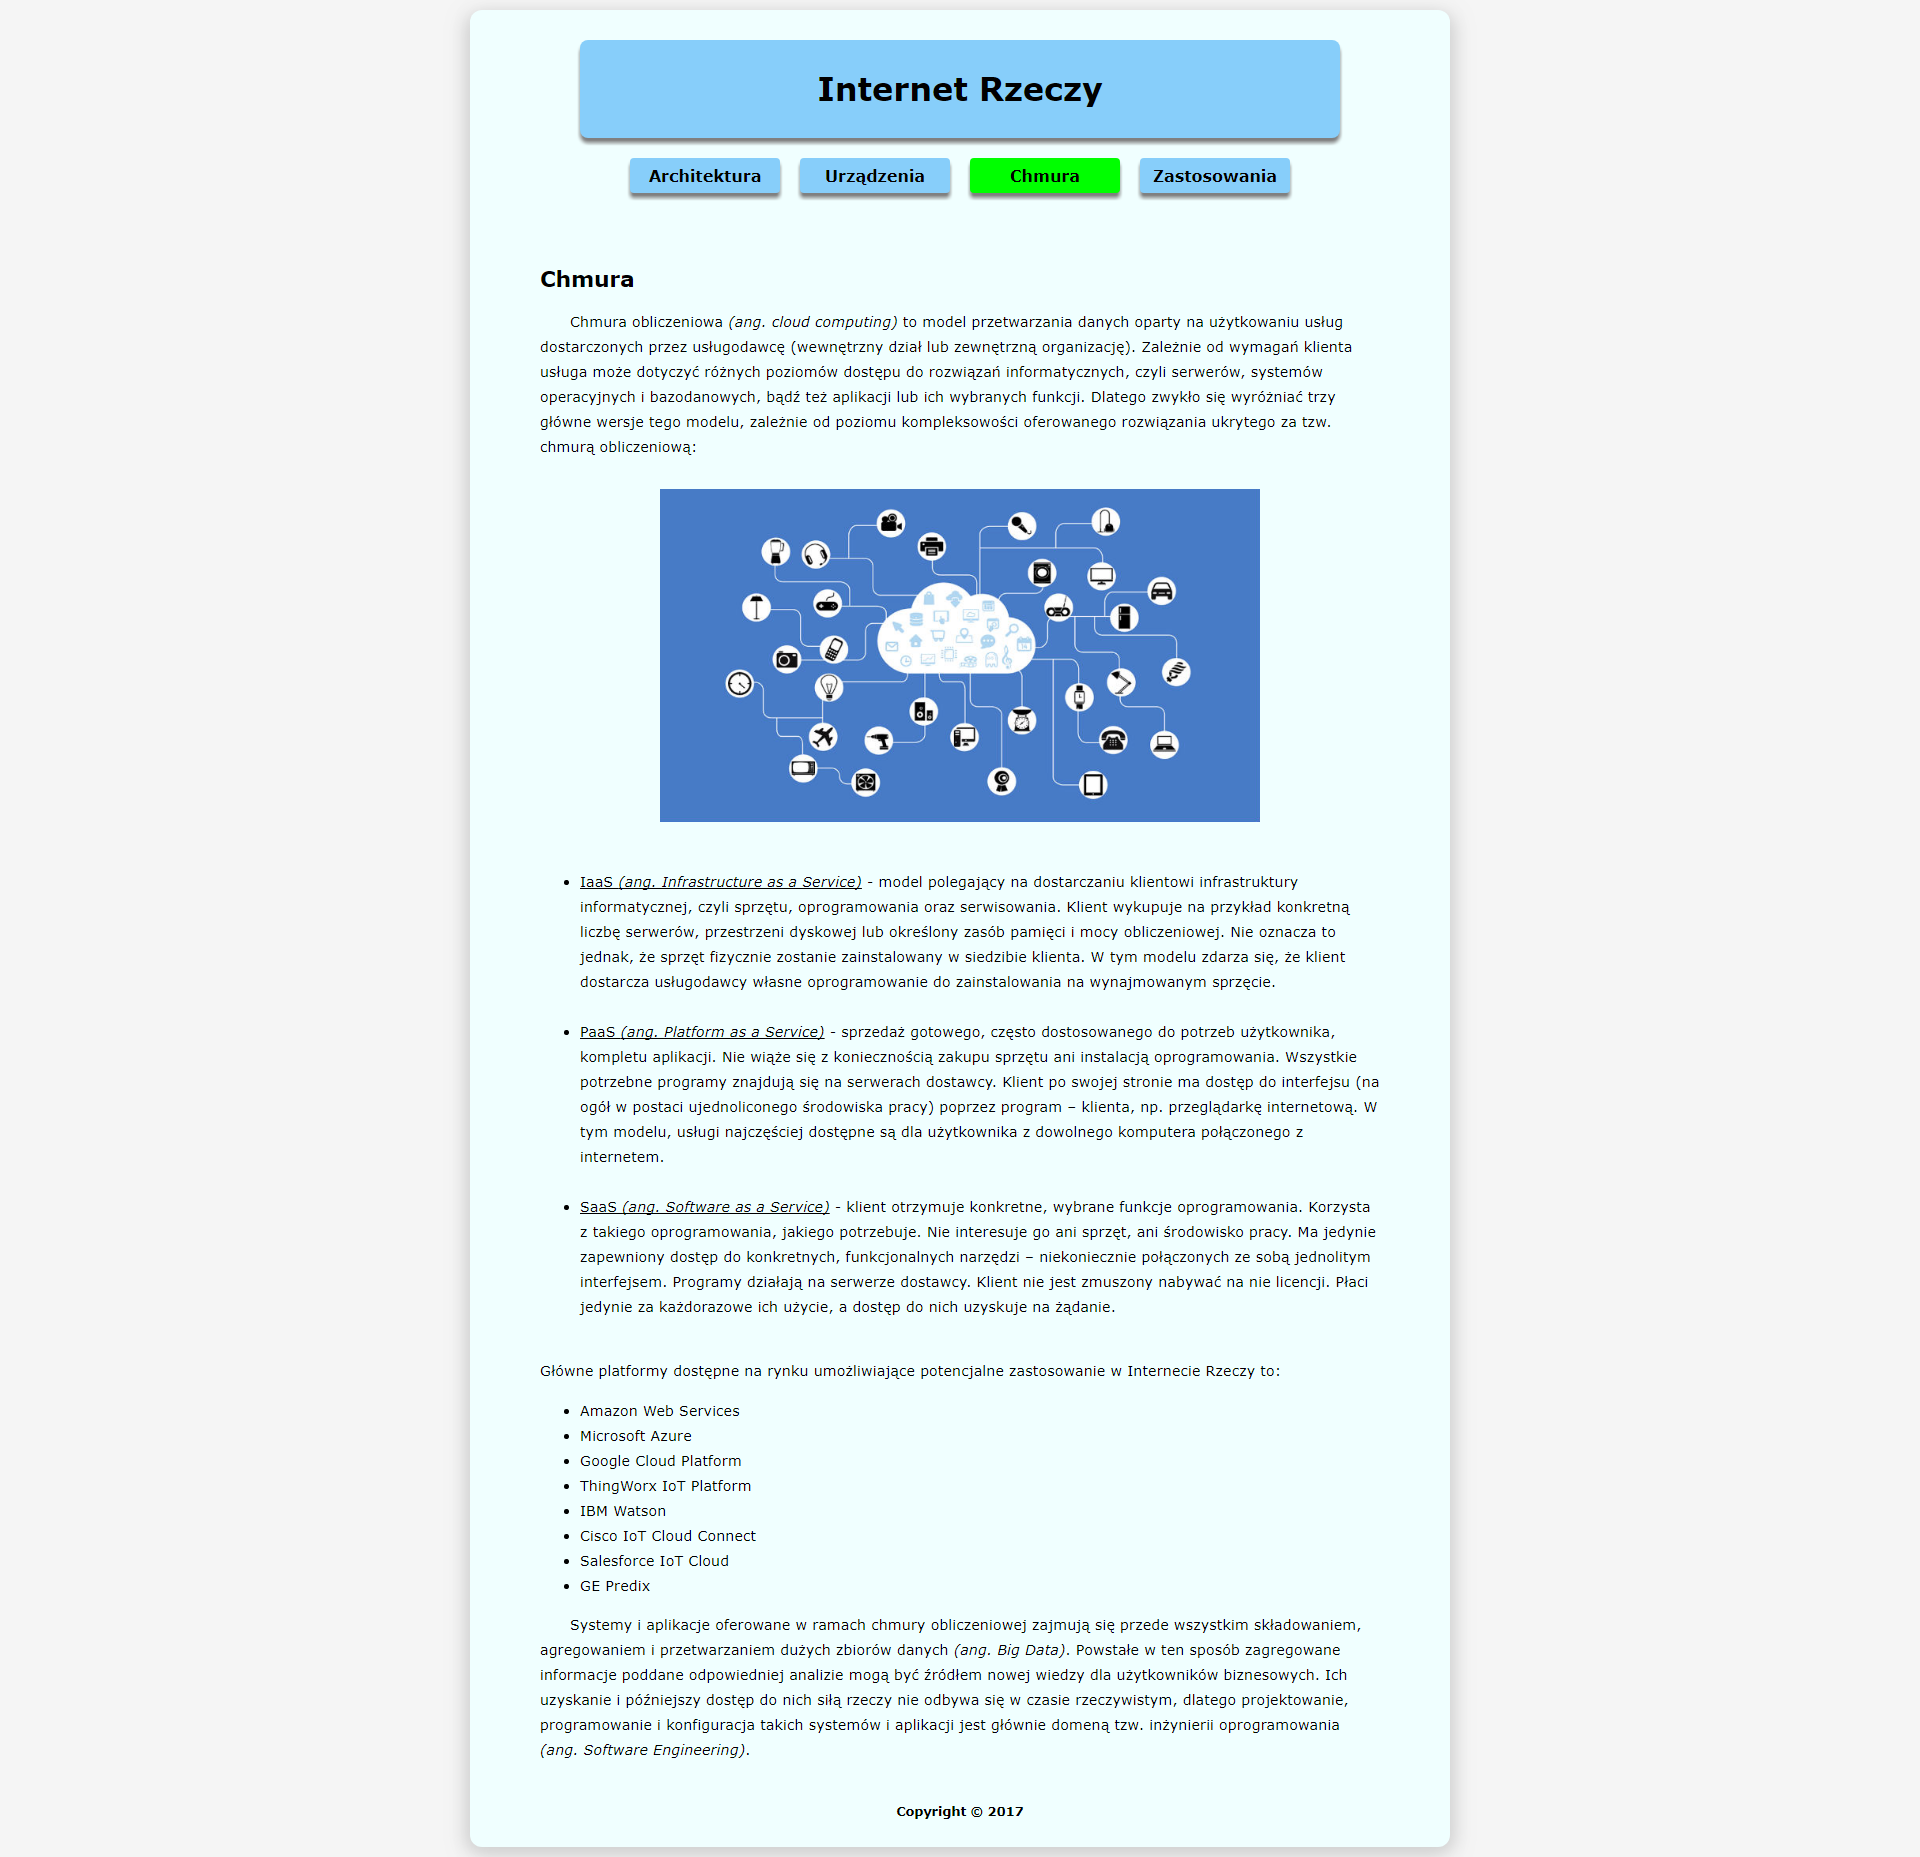 Internet Rzeczy
Architektura
Urządzenia
Chmura
Zastosowania
Chmura
Chmura obliczeniowa (ang. cloud computing) to model przetwarzania danych oparty na użytkowaniu usług
dostarczonych przez usługodawcę (wewnętrzny dział lub zewnętrzną organizację). Zależnie od wymagań klienta
usługa może dotyczyć różnych poziomów dostępu do rozwiązań informatycznych, czyli serwerów, systemów
operacyjnych i bazodanowych, bądź też aplikacji lub ich wybranych funkcji. Dlatego zwykło się wyróżniać trzy
główne wersje tego modelu, zależnie od poziomu kompleksowości oferowanego rozwiązania ukrytego za tzw.
chmurą obliczeniową:
• IaaS (ang. Infrastructure as a Service) - model polegający na dostarczaniu klientowi infrastruktury
informatycznej, czyli sprzętu, oprogramowania oraz serwisowania. Klient wykupuje na przykład konkretną
liczbę serwerów, przestrzeni dyskowej lub określony zasób pamięci i mocy obliczeniowej. Nie oznacza to
jednak, że sprzęt fizycznie zostanie zainstalowany w siedzibie klienta. W tym modelu zdarza się, że klient
dostarcza usługodawcy własne oprogramowanie do zainstalowania na wynajmowanym sprzęcie.
• PaaS (ang. Platform as a Service) - sprzedaż gotowego, często dostosowanego do potrzeb użytkownika,
kompletu aplikacji. Nie wiąże się z koniecznością zakupu sprzętu ani instalacją oprogramowania. Wszystkie
potrzebne programy znajdują się na serwerach dostawcy. Klient po swojej stronie ma dostęp do interfejsu (na
ogół w postaci ujednoliconego środowiska pracy) poprzez program – klienta, np. przeglądarkę internetową. W
tym modelu, usługi najczęściej dostępne są dla użytkownika z dowolnego komputera połączonego z
internetem.
• SaaS (ang. Software as a Service) - klient otrzymuje konkretne, wybrane funkcje oprogramowania. Korzysta
z takiego oprogramowania, jakiego potrzebuje. Nie interesuje go ani sprzęt, ani środowisko pracy. Ma jedynie
zapewniony dostęp do konkretnych, funkcjonalnych narzędzi – niekoniecznie połączonych ze sobą jednolitym
interfejsem. Programy działają na serwerze dostawcy. Klient nie jest zmuszony nabywać na nie licencji. Płaci
jedynie za każdorazowe ich użycie, a dostęp do nich uzyskuje na żądanie.
Główne platformy dostępne na rynku umożliwiające potencjalne zastosowanie w Internecie Rzeczy to:
• Amazon Web Services
• Microsoft Azure
• Google Cloud Platform
• ThingWorx IoT Platform
• IBM Watson
• Cisco IoT Cloud Connect
• Salesforce IoT Cloud
• GE Predix
Systemy i aplikacje oferowane w ramach chmury obliczeniowej zajmują się przede wszystkim składowaniem,
agregowaniem i przetwarzaniem dużych zbiorów danych (ang. Big Data). Powstałe w ten sposób zagregowane
informacje poddane odpowiedniej analizie mogą być źródłem nowej wiedzy dla użytkowników biznesowych. Ich
uzyskanie i późniejszy dostęp do nich siłą rzeczy nie odbywa się w czasie rzeczywistym, dlatego projektowanie,
programowanie i konfiguracja takich systemów i aplikacji jest głównie domeną tzw. inżynierii oprogramowania
(ang. Software Engineering).
Copyright © 2017